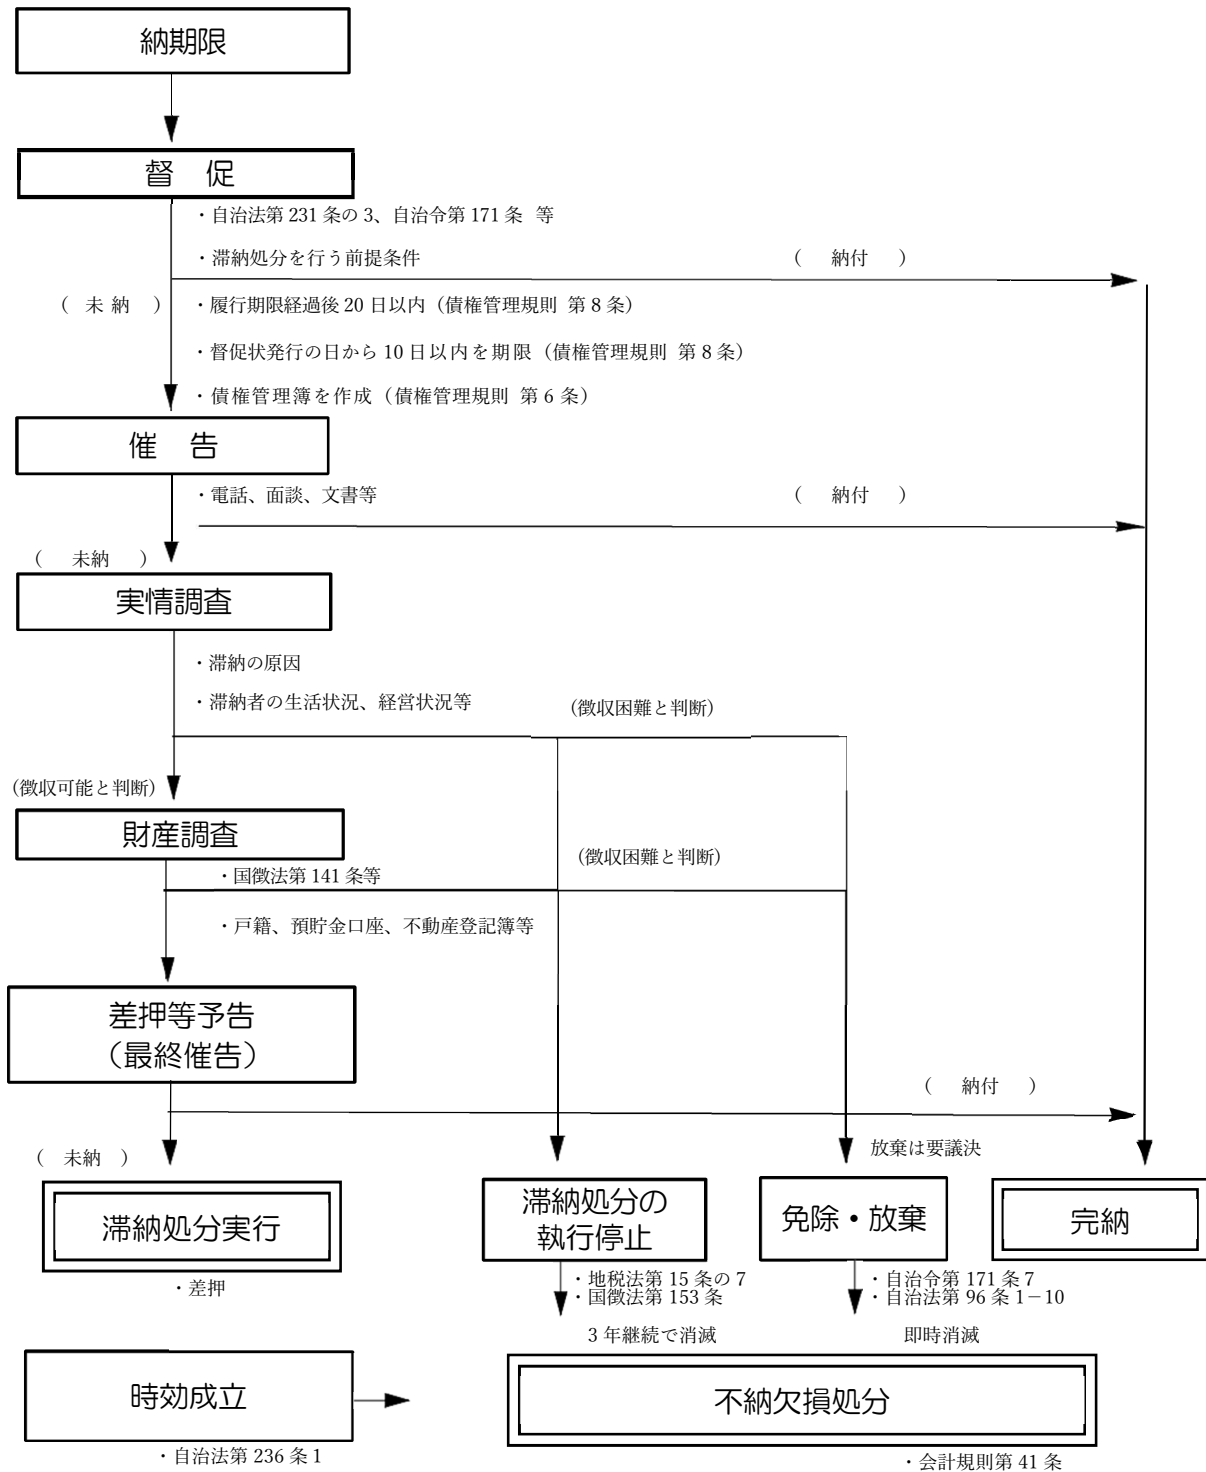 納期限
督　促
・自治法第 231 条の 3、自治令第 171 条 等
・滞納処分を行う前提条件
（　納付　）
（ 未 納 ）
・履行期限経過後 20 日以内（債権管理規則 第 8 条）
・督促状発行の日から 10 日以内を期限（債権管理規則 第 8 条）
・債権管理簿を作成（債権管理規則 第 6 条）
催　告
・電話、面談、文書等
（　納付　）
（　未納　）
実情調査
・滞納の原因
・滞納者の生活状況、経営状況等
（徴収困難と判断）
（徴収可能と判断）
財産調査
（徴収困難と判断）
・国徴法第 141 条等
・戸籍、預貯金口座、不動産登記簿等
差押等予告
（最終催告）
（　納付　）
（　未納　）
放棄は要議決
滞納処分実行
・差押
滞納処分の
執行停止
・地税法第 15 条の 7
・国徴法第 153 条
免除・放棄
・自治令第 171 条 7
・自治法第 96 条 1－10
完納
3 年継続で消滅
即時消滅
時効成立
・自治法第 236 条 1
不納欠損処分
・会計規則第 41 条